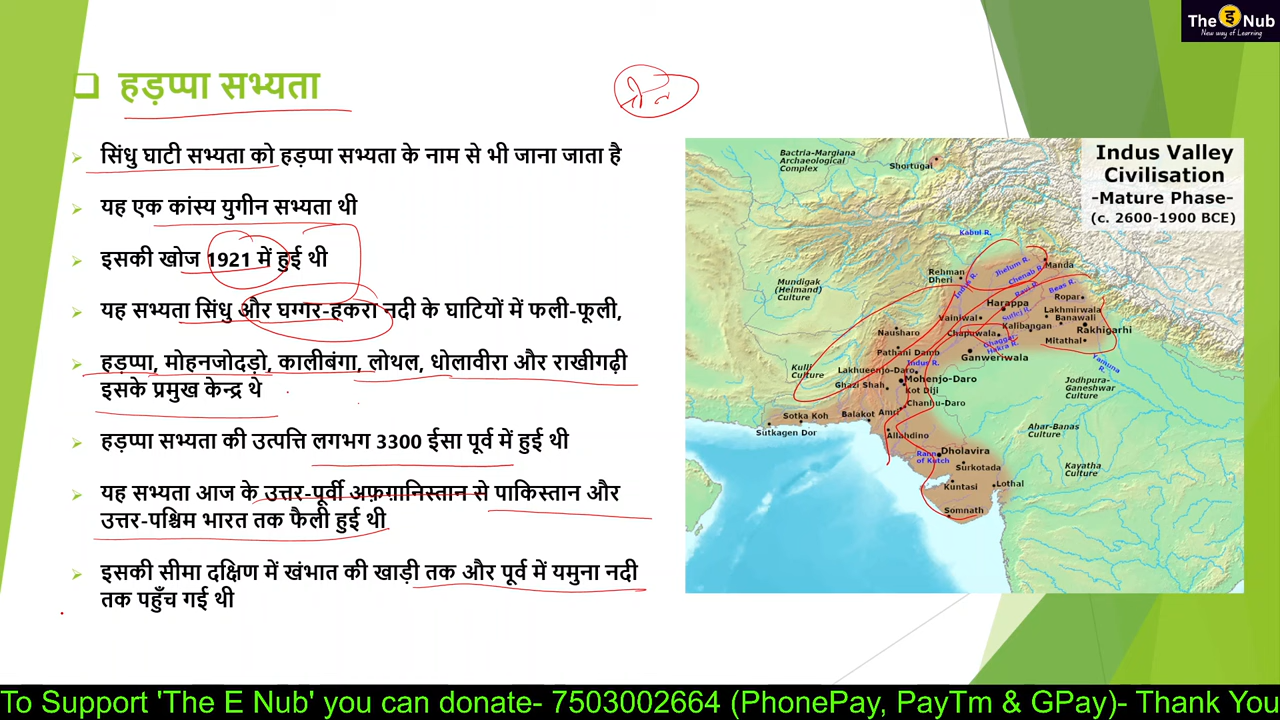 The इ Nub
New way of Learning
हड़प्पा सभ्यता
सिंधु घाटी सभ्यता को हड़प्पा सभ्यता के नाम से भी जाना जाता है
यह एक कांस्य युगीन सभ्यता थी
इसकी खोज 1921 में हुई थी
यह सभ्यता सिंधु और घग्गर-हकरा नदी के घाटियों में फली-फूली,
हड़प्पा, मोहनजोदड़ो, कालीबंगा, लोथल, धोलावीरा और राखीगढ़ी
इसके प्रमुख केन्द्र थे
हड़प्पा सभ्यता की उत्पत्ति लगभग 3300 ईसा पूर्व में हुई थी
यह सभ्यता आज के उत्तर-पूर्वी अफ़गानिस्तान से पाकिस्तान और
उत्तर-पश्चिम भारत तक फैली हुई थी
इसकी सीमा दक्षिण में खंभात की खाड़ी तक और पूर्व में यमुना नदी
तक पहुँच गई थी
Indus Valley
Civilisation
-Mature Phase-
(c. 2600-1900 BCE)
Bactria-Margiana
Archaeological
Complex
Shortugai
Kabul R.
Manda
Jhelum R.
Chenab R.
Rehman
Dheri
Indus R.
Mundigak
(Helmand)
Culture
Ravi R.
Beas R.
Ropar
Harappa
Lakhmirwala
Sutlej R.
Banawali
Vainiwal
Kalibangan
Rakhigarhi
Nausharo
Chapuwala
Mitathal
Ghaggar-
Hakra R.
Pathani Damb
Ganweriwala
Yamuna
R.
Indus R.
Kulli
Culture
Lakhueenjo-Daro
Mohenjo-Daro
Ghazi Shah
Kot Diji
Jodhpura-
Ganeshwar
Culture
Chanhu-Daro
Sotka Koh
Balakot
Amri
Sutkagen Dor
Allahdino
Ahar-Banas
Culture
Dholavira
Rann
of Kutch
Surkotada
Kayatha
Culture
Kuntasi
Lothal
Somnath
To Support 'The E Nub' you can donate- 7503002664 (PhonePay, PayTm & GPay)- Thank You